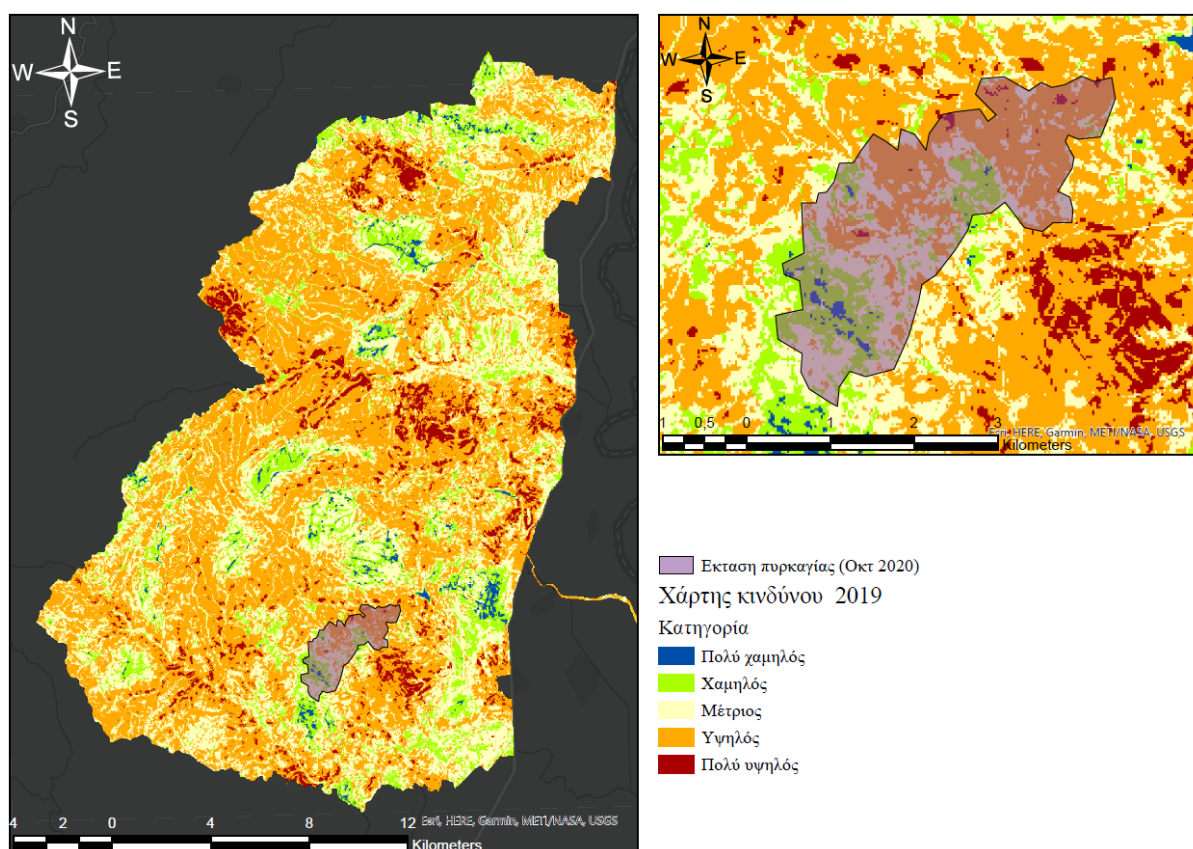 N
W E
S
4 2 0 4 8 12
Kilometers
Esri, HERE, Garmin, METI/NASA, USGS
N
W E
S
1 0,5 0 1 2 3
Kilometers
Esri, HERE, Garmin, METI/NASA, USGS
Εκταση πυρκαγίας (Οκτ 2020)
Χάρτης κινδύνου 2019
Κατηγορία
Πολύ χαμηλός
Χαμηλός
Μέτριος
Υψηλός
Πολύ υψηλός